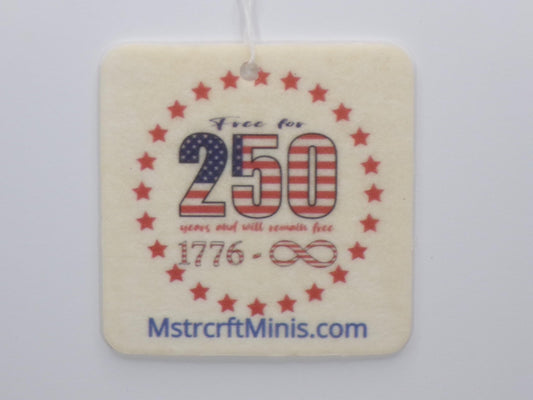 Free for
250
years and will remain free
1776 - ∞
MstrcrftMinis.com